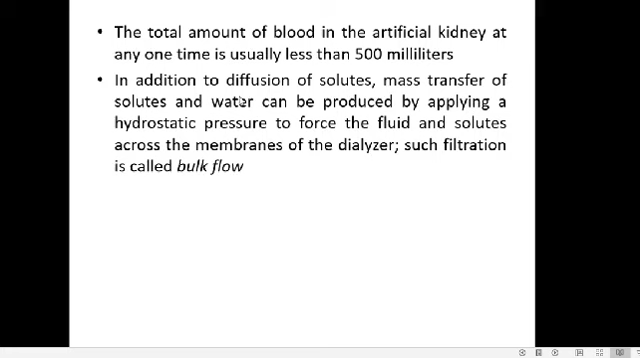 • The total amount of blood in the artificial kidney at
any one time is usually less than 500 milliliters
• In addition to diffusion of solutes, mass transfer of
solutes and water can be produced by applying a
hydrostatic pressure to force the fluid and solutes
across the membranes of the dialyzer; such filtration
is called bulk flow